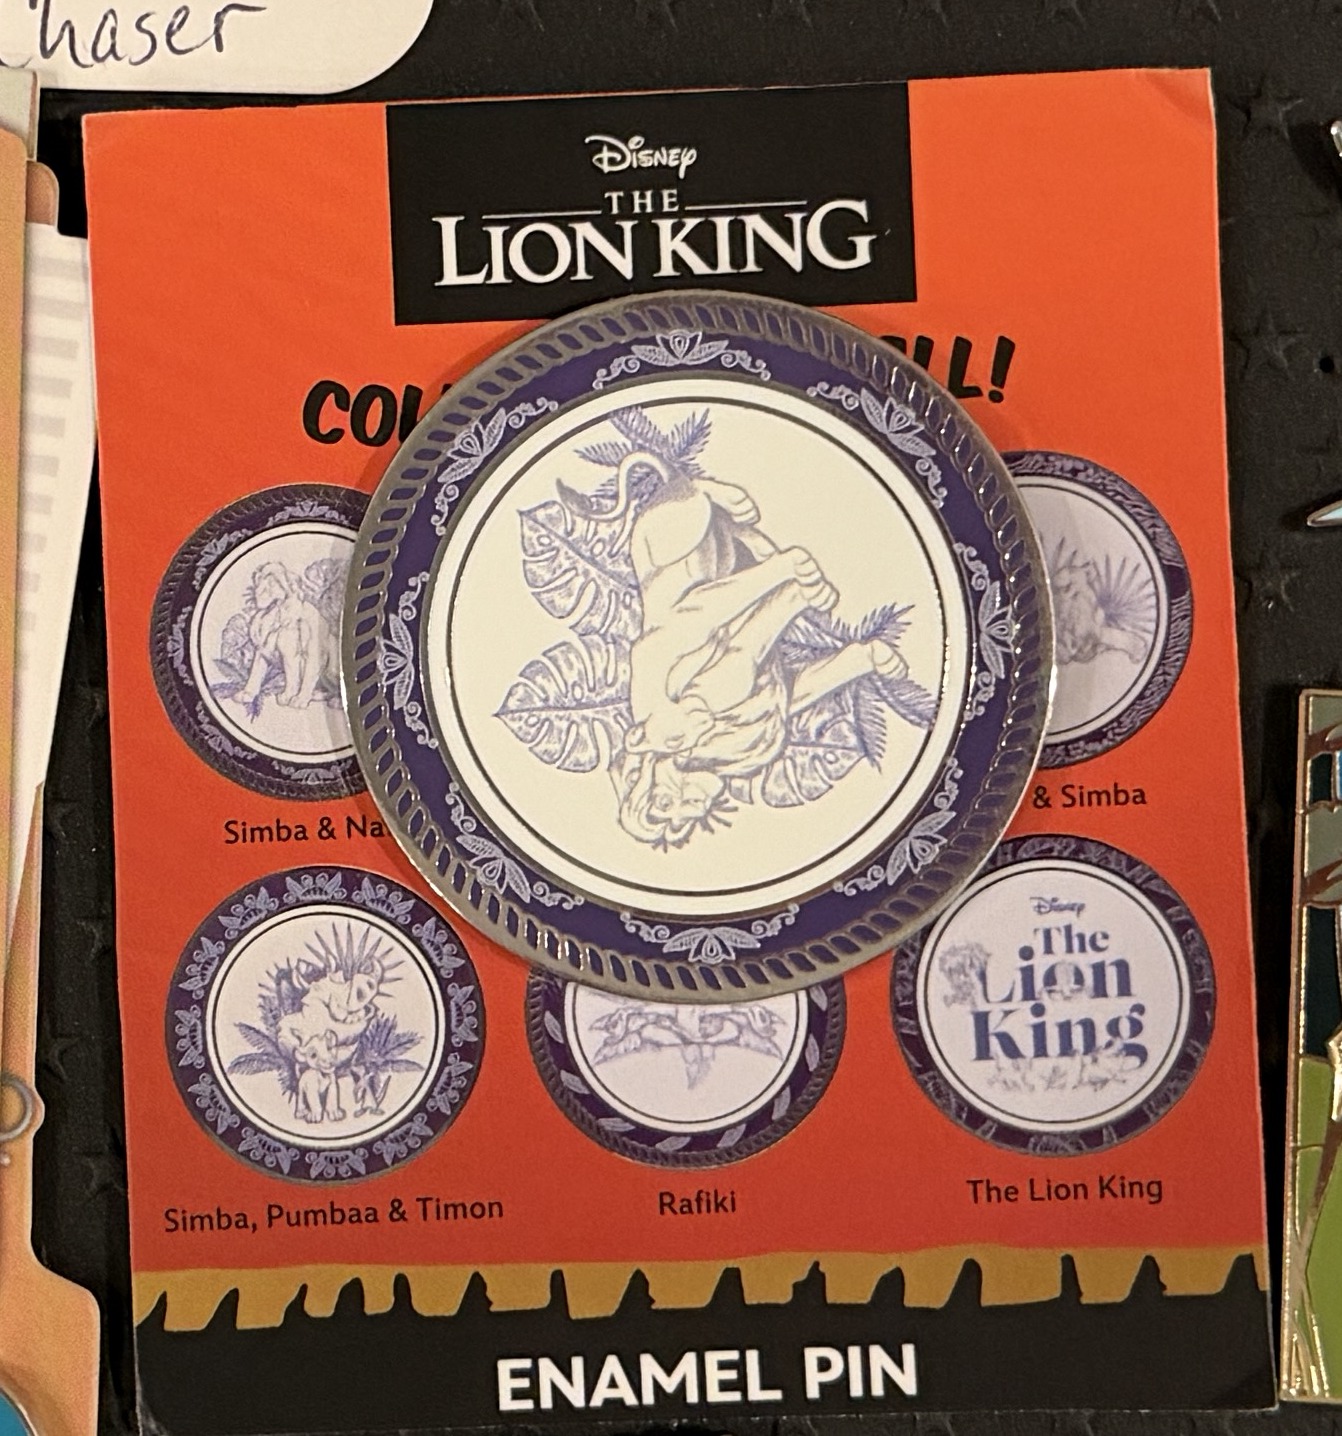 haser
Disney
THE
LION KING
LL!
Simba & Na
& Simba
Disney
The
Lion
King
Simba, Pumbaa & Timon
Rafiki
The Lion King
ENAMEL PIN